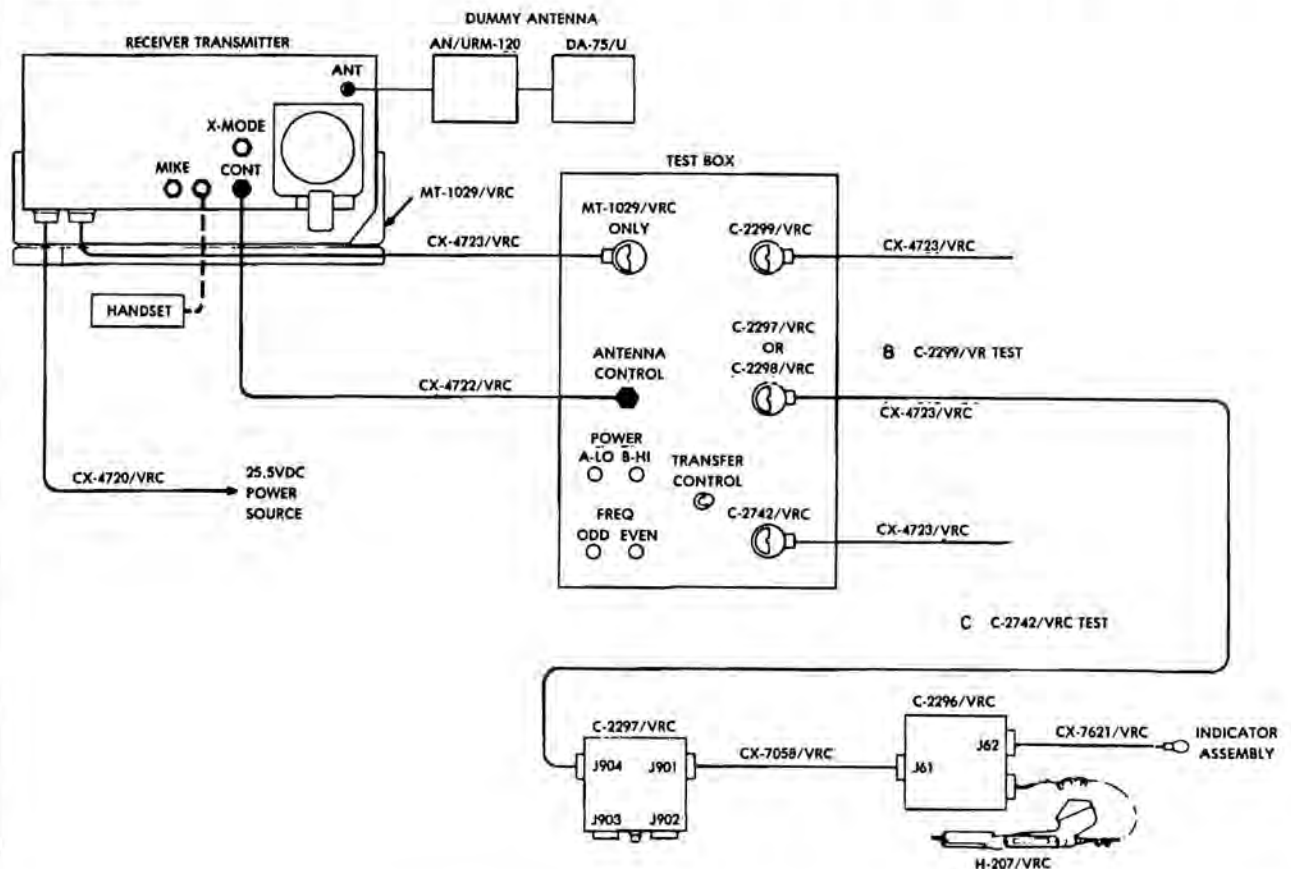 DUMMY ANTENNA
RECEIVER TRANSMITTER
AN/URM-120
DA-75/U
ANT
X-MODE
MIKE
CONT
TEST BOX
MT-1029/VRC
MT-1029/VRC
ONLY
C-2299/VRC
CX-4723/VRC
CX-4723/VRC
HANDSET
C-2297/VRC
OR
C-2298/VRC
B C-2299/VR TEST
ANTENNA
CONTROL
CX-4722/VRC
CX-4723/VRC
POWER
A-LO B-HI
TRANSFER
CONTROL
CX-4720/VRC
25.5VDC
POWER
SOURCE
FREQ
ODD EVEN
C-2742/VRC
CX-4723/VRC
C C-2742/VRC TEST
C-2297/VRC
C-2296/VRC
J904
J901
CX-7058/VRC
J61
J62
CX-7621/VRC
INDICATOR
ASSEMBLY
J903
J902
H-207/VRC